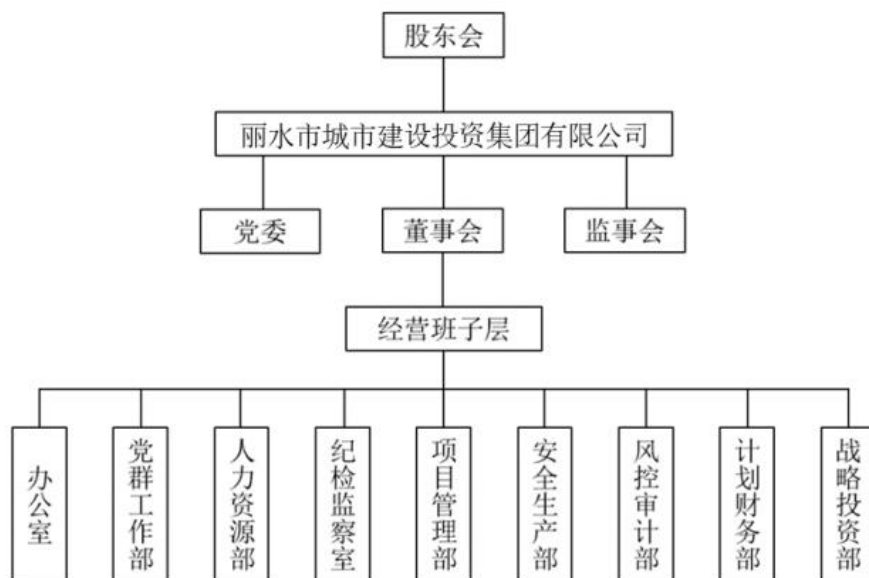 股东会
丽水市城市建设投资集团有限公司
党委
董事会
监事会
经营班子层
办公室
党群工作部
人力资源部
纪检监察室
项目管理部
安全生产部
风控审计部
计划财务部
战略投资部